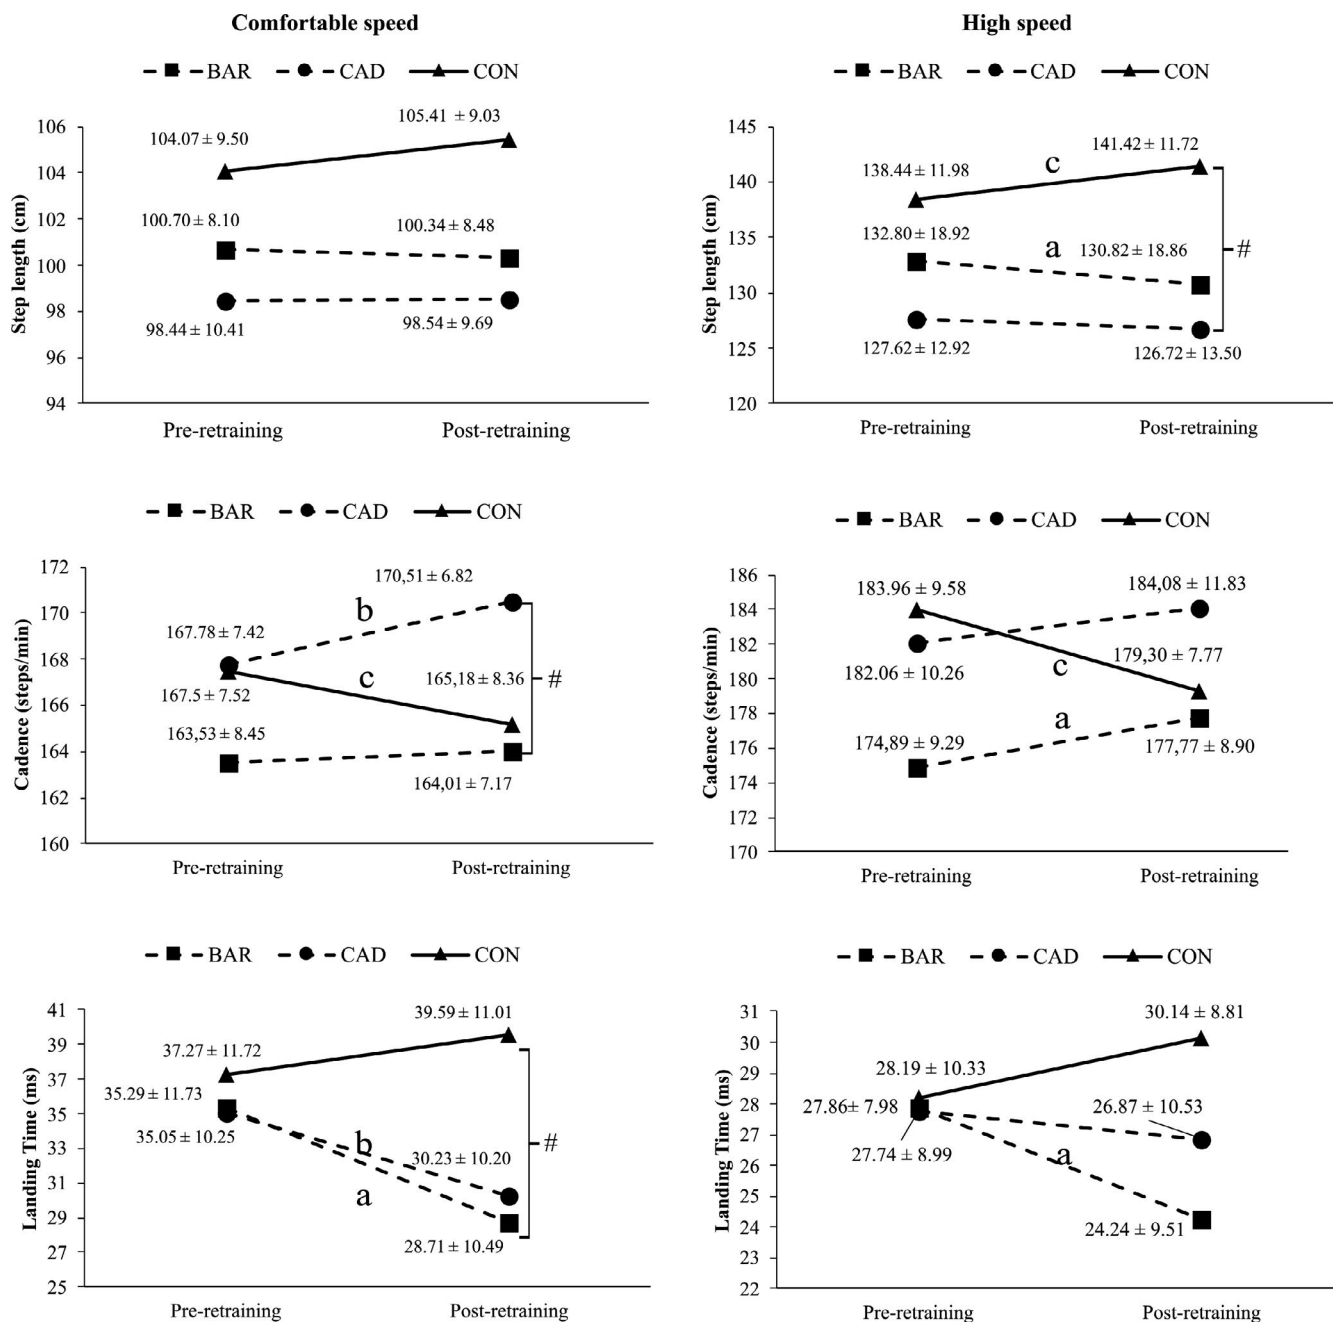 Comfortable speed
High speed
BAR CAD CON
BAR CAD CON
Step length (cm)
106
104
102
100
98
96
94
104.07 ± 9.50
105.41 ± 9.03
100.70 ± 8.10
100.34 ± 8.48
98.44 ± 10.41
98.54 ± 9.69
Pre-retraining
Post-retraining
Step length (cm)
145
140
135
130
125
120
138.44 ± 11.98
c
141.42 ± 11.72
132.80 ± 18.92
a
130.82 ± 18.86
#
127.62 ± 12.92
126.72 ± 13.50
Pre-retraining
Post-retraining
BAR CAD CON
Cadence (steps/min)
172
170
168
166
164
162
160
170,51 ± 6.82
b
167.78 ± 7.42
c
165,18 ± 8.36
#
167.5 ± 7.52
163,53 ± 8.45
164,01 ± 7.17
Pre-retraining
Post-retraining
BAR CAD CON
Cadence (steps/min)
186
184
182
180
178
176
174
172
170
183.96 ± 9.58
184,08 ± 11.83
182.06 ± 10.26
c
179,30 ± 7.77
174,89 ± 9.29
a
177,77 ± 8.90
Pre-retraining
Post-retraining
BAR CAD CON
Landing Time (ms)
41
39
37
35
33
31
29
27
25
39.59 ± 11.01
37.27 ± 11.72
35.29 ± 11.73
35.05 ± 10.25
b
30.23 ± 10.20
#
a
28.71 ± 10.49
Pre-retraining
Post-retraining
BAR CAD CON
Landing Time (ms)
31
30
29
28
27
26
25
24
23
22
30.14 ± 8.81
28.19 ± 10.33
27.86± 7.98
26.87 ± 10.53
27.74 ± 8.99
a
24.24 ± 9.51
Pre-retraining
Post-retraining